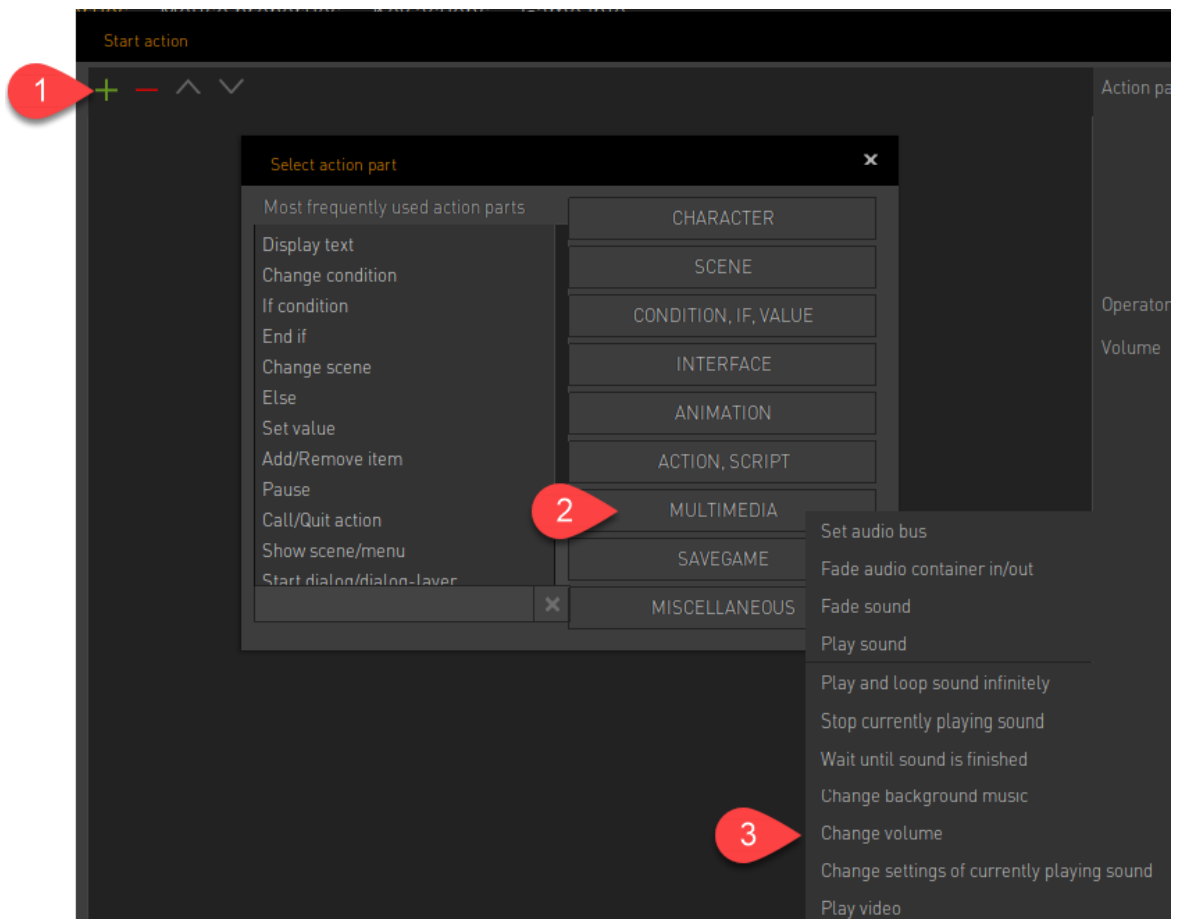 Start action
1
Action pa
Select action part
Most frequently used action parts
Display text
Change condition
If condition
End if
Change scene
Else
Set value
Add/Remove item
Pause
Call/Quit action
Show scene/menu
Start dialog/dialog-layer
CHARACTER
SCENE
CONDITION, IF, VALUE
INTERFACE
ANIMATION
ACTION, SCRIPT
2
MULTIMEDIA
SAVEGAME
MISCELLANEOUS
Operator
Volume
Set audio bus
Fade audio container in/out
Fade sound
Play sound
Play and loop sound infinitely
Stop currently playing sound
Wait until sound is finished
Change background music
3
Change volume
Change settings of currently playing sound
Play video